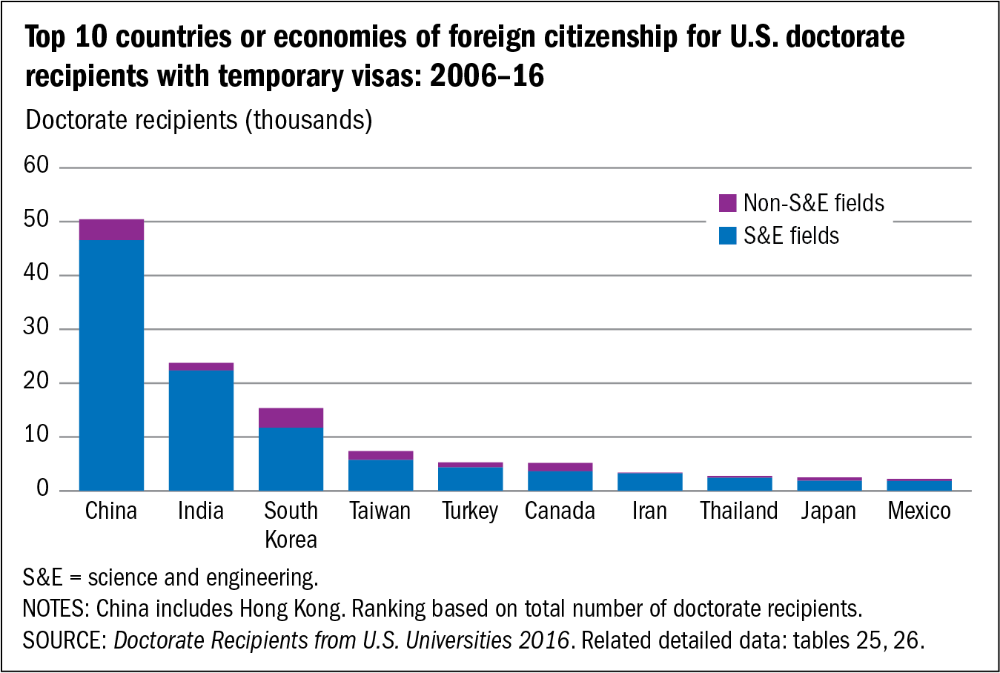 Top 10 countries or economies of foreign citizenship for U.S. doctorate
recipients with temporary visas: 2006–16
Doctorate recipients (thousands)
60
50
40
30
20
10
0
Non-S&E fields
S&E fields
China
India
South
Korea
Taiwan
Turkey
Canada
Iran
Thailand
Japan
Mexico
S&E = science and engineering.
NOTES: China includes Hong Kong. Ranking based on total number of doctorate recipients.
SOURCE: Doctorate Recipients from U.S. Universities 2016. Related detailed data: tables 25, 26.